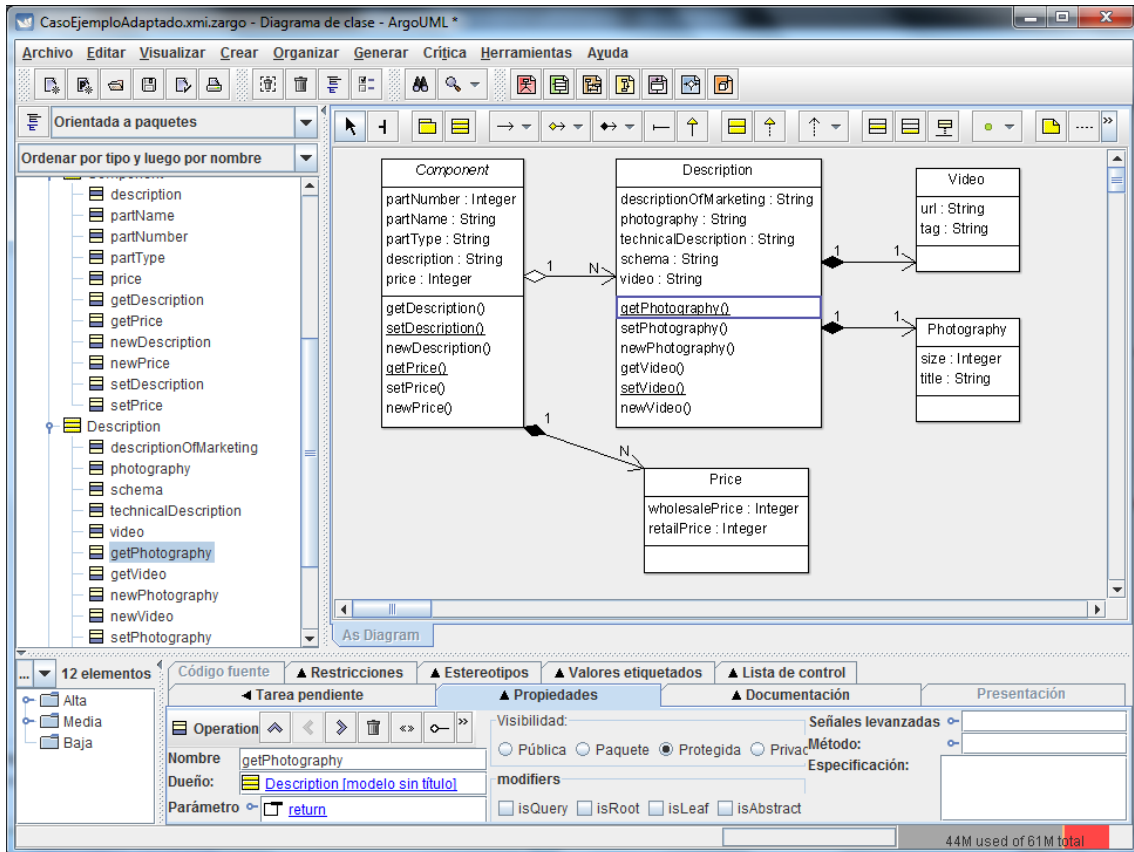 CasoEjemploAdaptado.xmi.zargo - Diagrama de clase - ArgoUML *
Archivo Editar Visualizar Crear Organizar Generar Crítica Herramientas Ayuda
Orientada a paquetes
Ordenar por tipo y luego por nombre
Component
description
partName
partNumber
partType
price
getDescription
getPrice
newDescription
newPrice
setDescription
setPrice
Description
descriptionOfMarketing
photography
schema
technicalDescription
video
getPhotography
getVideo
newPhotography
newVideo
setPhotography
Component
partNumber : Integer
partName : String
partType : String
description : String
price : Integer
getDescription()
setDescription()
newDescription()
getPrice()
setPrice()
newPrice()
1
N
Description
descriptionOfMarketing : String
photography : String
technicalDescription : String
schema : String
video : String
getPhotography()
setPhotography()
newPhotography()
getVideo()
setVideo()
newVideo()
1
1
Video
url : String
tag : String
1
1
Photography
size : Integer
title : String
1
N
Price
wholesalePrice : Integer
retailPrice : Integer
As Diagram
... 12 elementos
Alta
Media
Baja
Código fuente
Restricciones
Estereotipos
Valores etiquetados
Lista de control
Tarea pendiente
Propiedades
Documentación
Presentación
Operation
Nombre getPhotography
Dueño: Description [modelo sin título]
Parámetro return
Visibilidad:
Pública Paquete Protegida Privac
modifiers
isQuery isRoot isLeaf isAbstract
Señales levanzadas
Método:
Especificación:
44M used of 61M total